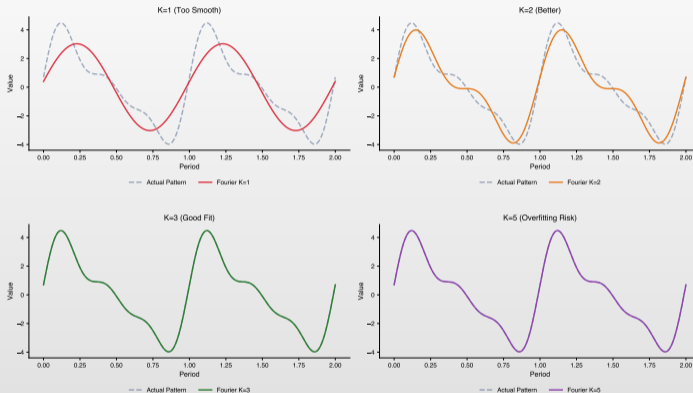 K=1 (Too Smooth)
4
2
0
−2
−4
Value
0.00 0.25 0.50 0.75 1.00 1.25 1.50 1.75 2.00
Period
Actual Pattern Fourier K=1
K=2 (Better)
4
2
0
−2
−4
Value
0.00 0.25 0.50 0.75 1.00 1.25 1.50 1.75 2.00
Period
Actual Pattern Fourier K=2
K=3 (Good Fit)
4
2
0
−2
−4
Value
0.00 0.25 0.50 0.75 1.00 1.25 1.50 1.75 2.00
Period
Actual Pattern Fourier K=3
K=5 (Overfitting Risk)
4
2
0
−2
−4
Value
0.00 0.25 0.50 0.75 1.00 1.25 1.50 1.75 2.00
Period
Actual Pattern Fourier K=5